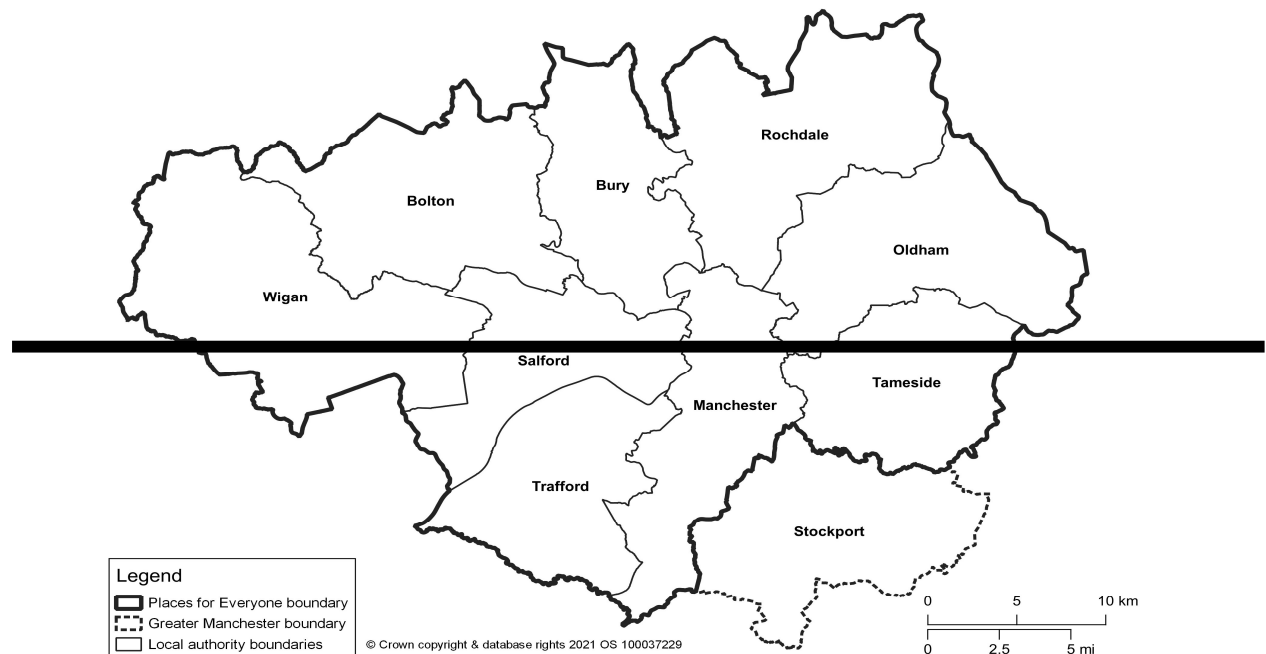 Rochdale
Bury
Bolton
Oldham
Wigan
Salford
Tameside
Manchester
Trafford
Stockport
Legend
Places for Everyone boundary
Greater Manchester boundary
Local authority boundaries
© Crown copyright & database rights 2021 OS 100037229
0 5 10 km
0 2.5 5 mi